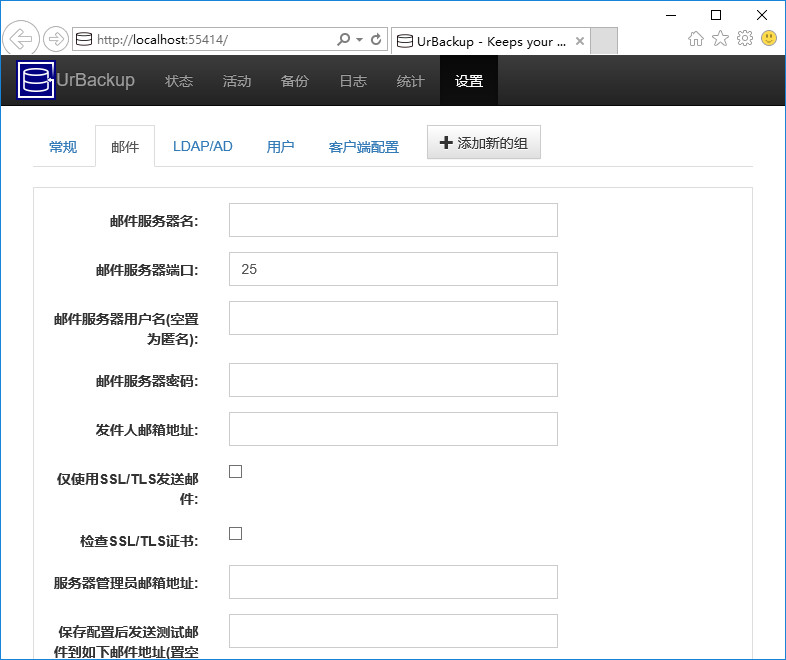 http://localhost:55414/
UrBackup - Keeps your ...
UrBackup 状态 活动 备份 日志 统计 设置
常规 邮件 LDAP/AD 用户 客户端配置 添加新的组
邮件服务器名:
邮件服务器端口: 25
邮件服务器用户名(空置
为匿名):
邮件服务器密码:
发件人邮箱地址:
仅使用SSL/TLS发送邮
件:
检查SSL/TLS证书:
服务器管理员邮箱地址:
保存配置后发送测试邮
件到如下邮件地址(置空